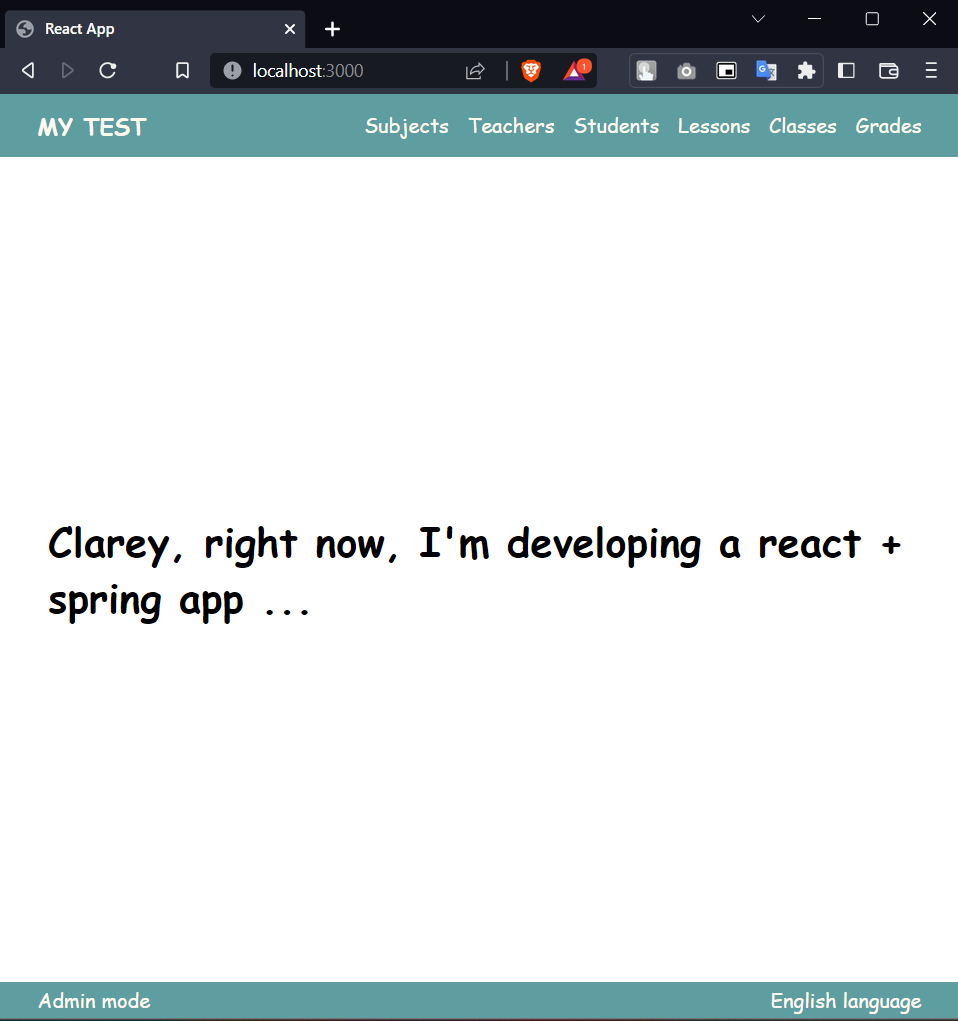 React App
localhost:3000
1
MY TEST Subjects Teachers Students Lessons Classes Grades
Clarey, right now, I'm developing a react +
spring app ...
Admin mode English language